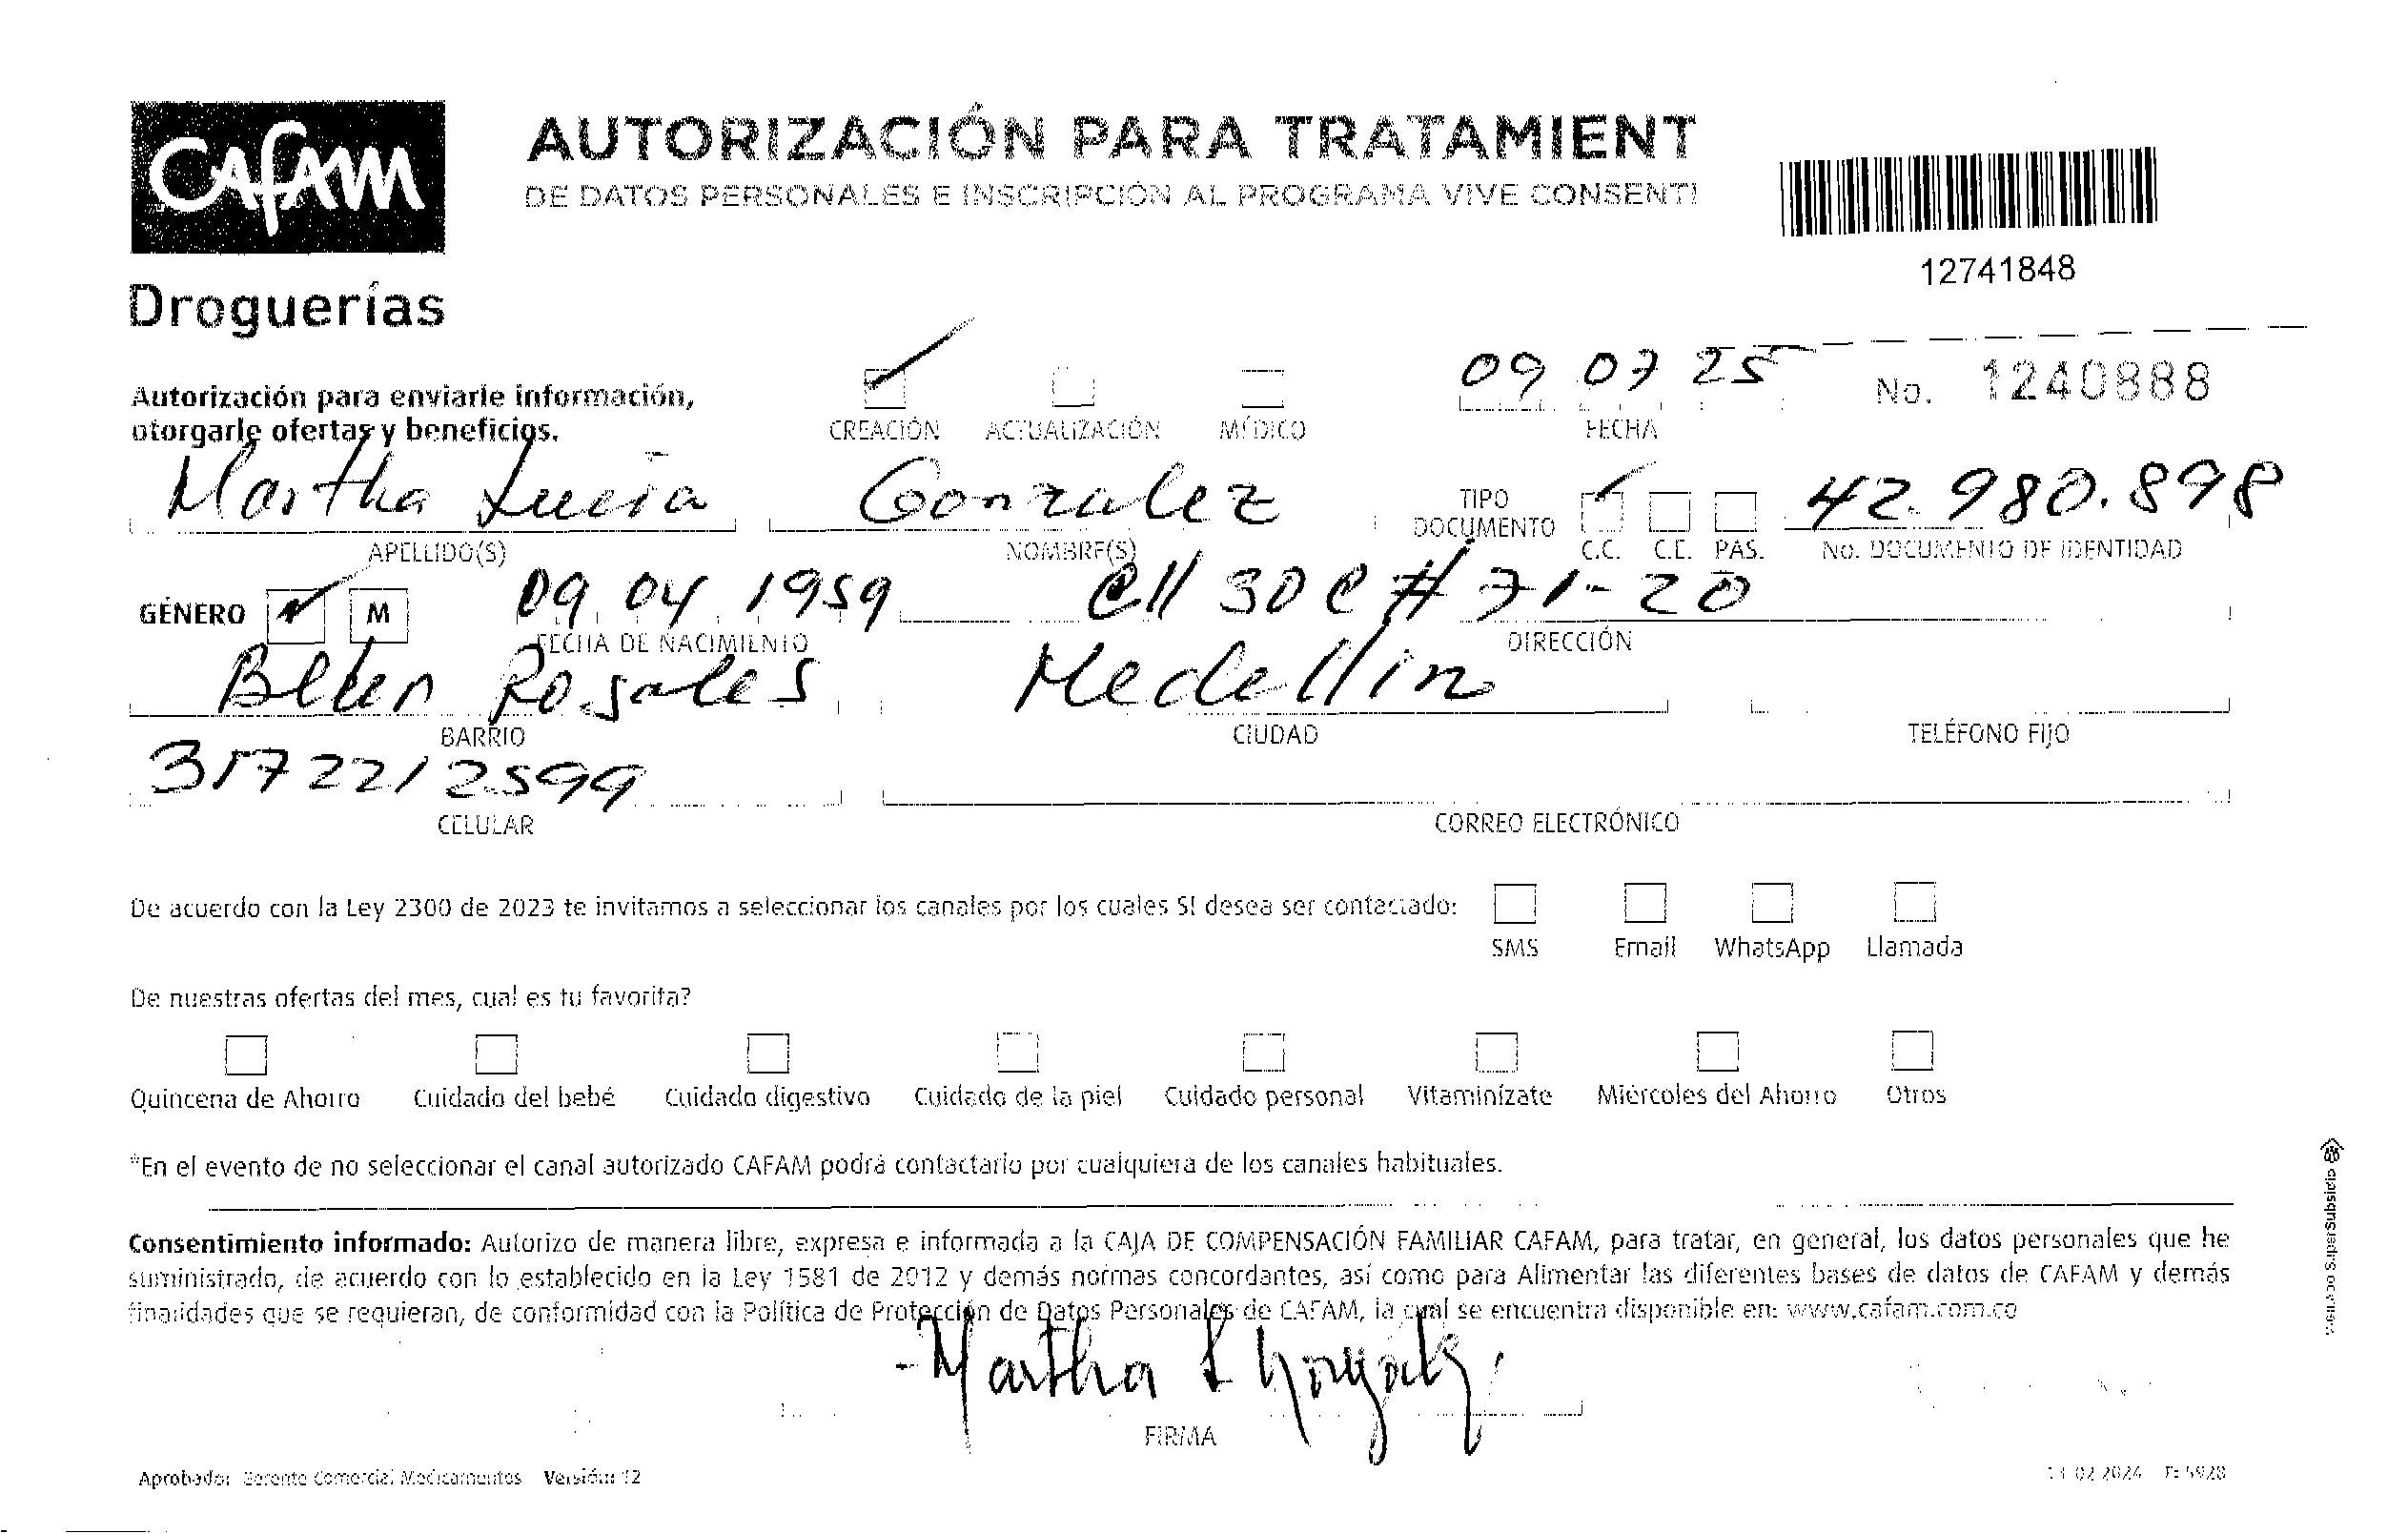 CAFAM
AUTORIZACIÓN PARA TRATAMIENT
DE DATOS PERSONALES E INSCRIPCIÓN AL PROGRAMA VIVE CONSENTI
12741848
Droguerías
Autorización para enviarle información,
otorgarle ofertas y beneficios.
CREACIÓN ACTUALIZACIÓN MÉDICO
09 07 25
FECHA
No. 1240888
Martha Lucia Gonzalez
APELLIDO(S) NOMBRE(S)
TIPO DOCUMENTO C.C. C.E. PAS.
42.980.898
No. DOCUMENTO DE IDENTIDAD
GÉNERO M
09 04 1959
FECHA DE NACIMIENTO
Cll 30 C # 71-20
DIRECCIÓN
Belen Rosales Medellin
BARRIO CIUDAD TELÉFONO FIJO
3172212599
CELULAR CORREO ELECTRÓNICO
De acuerdo con la Ley 2300 de 2023 te invitamos a seleccionar los canales por los cuales SI desea ser contactado:
SMS Email WhatsApp Llamada
De nuestras ofertas del mes, cual es tu favorita?
Quincena de Ahorro Cuidado del bebé Cuidado digestivo Cuidado de la piel Cuidado personal Vitaminízate Miércoles del Ahorro Otros
*En el evento de no seleccionar el canal autorizado CAFAM podrá contactarlo por cualquiera de los canales habituales.
Consentimiento informado: Autorizo de manera libre, expresa e informada a la CAJA DE COMPENSACIÓN FAMILIAR CAFAM, para tratar, en general, los datos personales que he
suministrado, de acuerdo con lo establecido en la Ley 1581 de 2012 y demás normas concordantes, así como para Alimentar las diferentes bases de datos de CAFAM y demás
finalidades que se requieran, de conformidad con la Política de Protección de Datos Personales de CAFAM, la cual se encuentra disponible en: www.cafam.com.co
Martha L Gonzalez
FIRMA
Aprobado: Gerente Comercial Medicamentos Versión: 12
SuperSubsidio